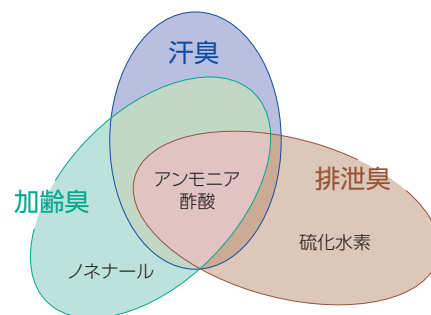 汗臭
アンモニア
酢酸
排泄臭
加齢臭
硫化水素
ノネナール